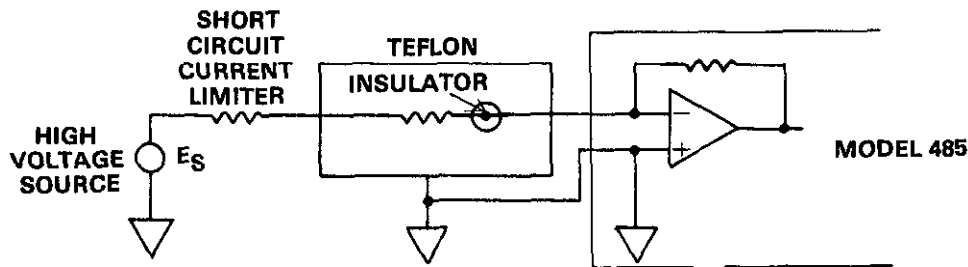 SHORT
CIRCUIT
CURRENT
LIMITER
TEFLON
INSULATOR
HIGH
VOLTAGE
SOURCE
ES
−
+
MODEL 485